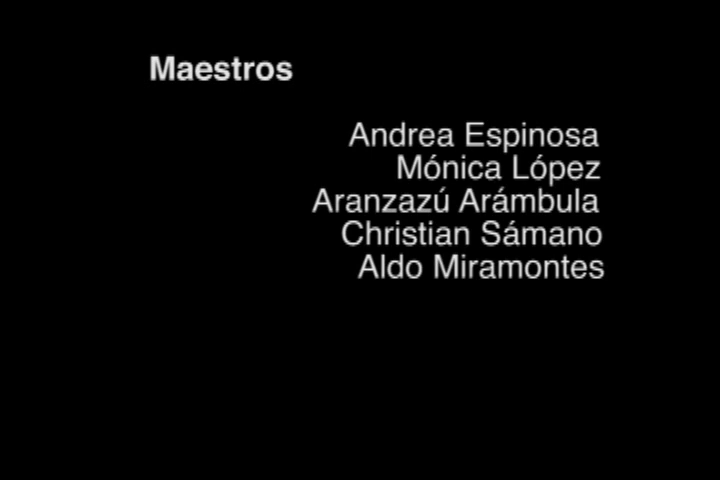 Maestros
Andrea Espinosa
Mónica López
Aranzazú Arámbula
Christian Sámano
Aldo Miramontes